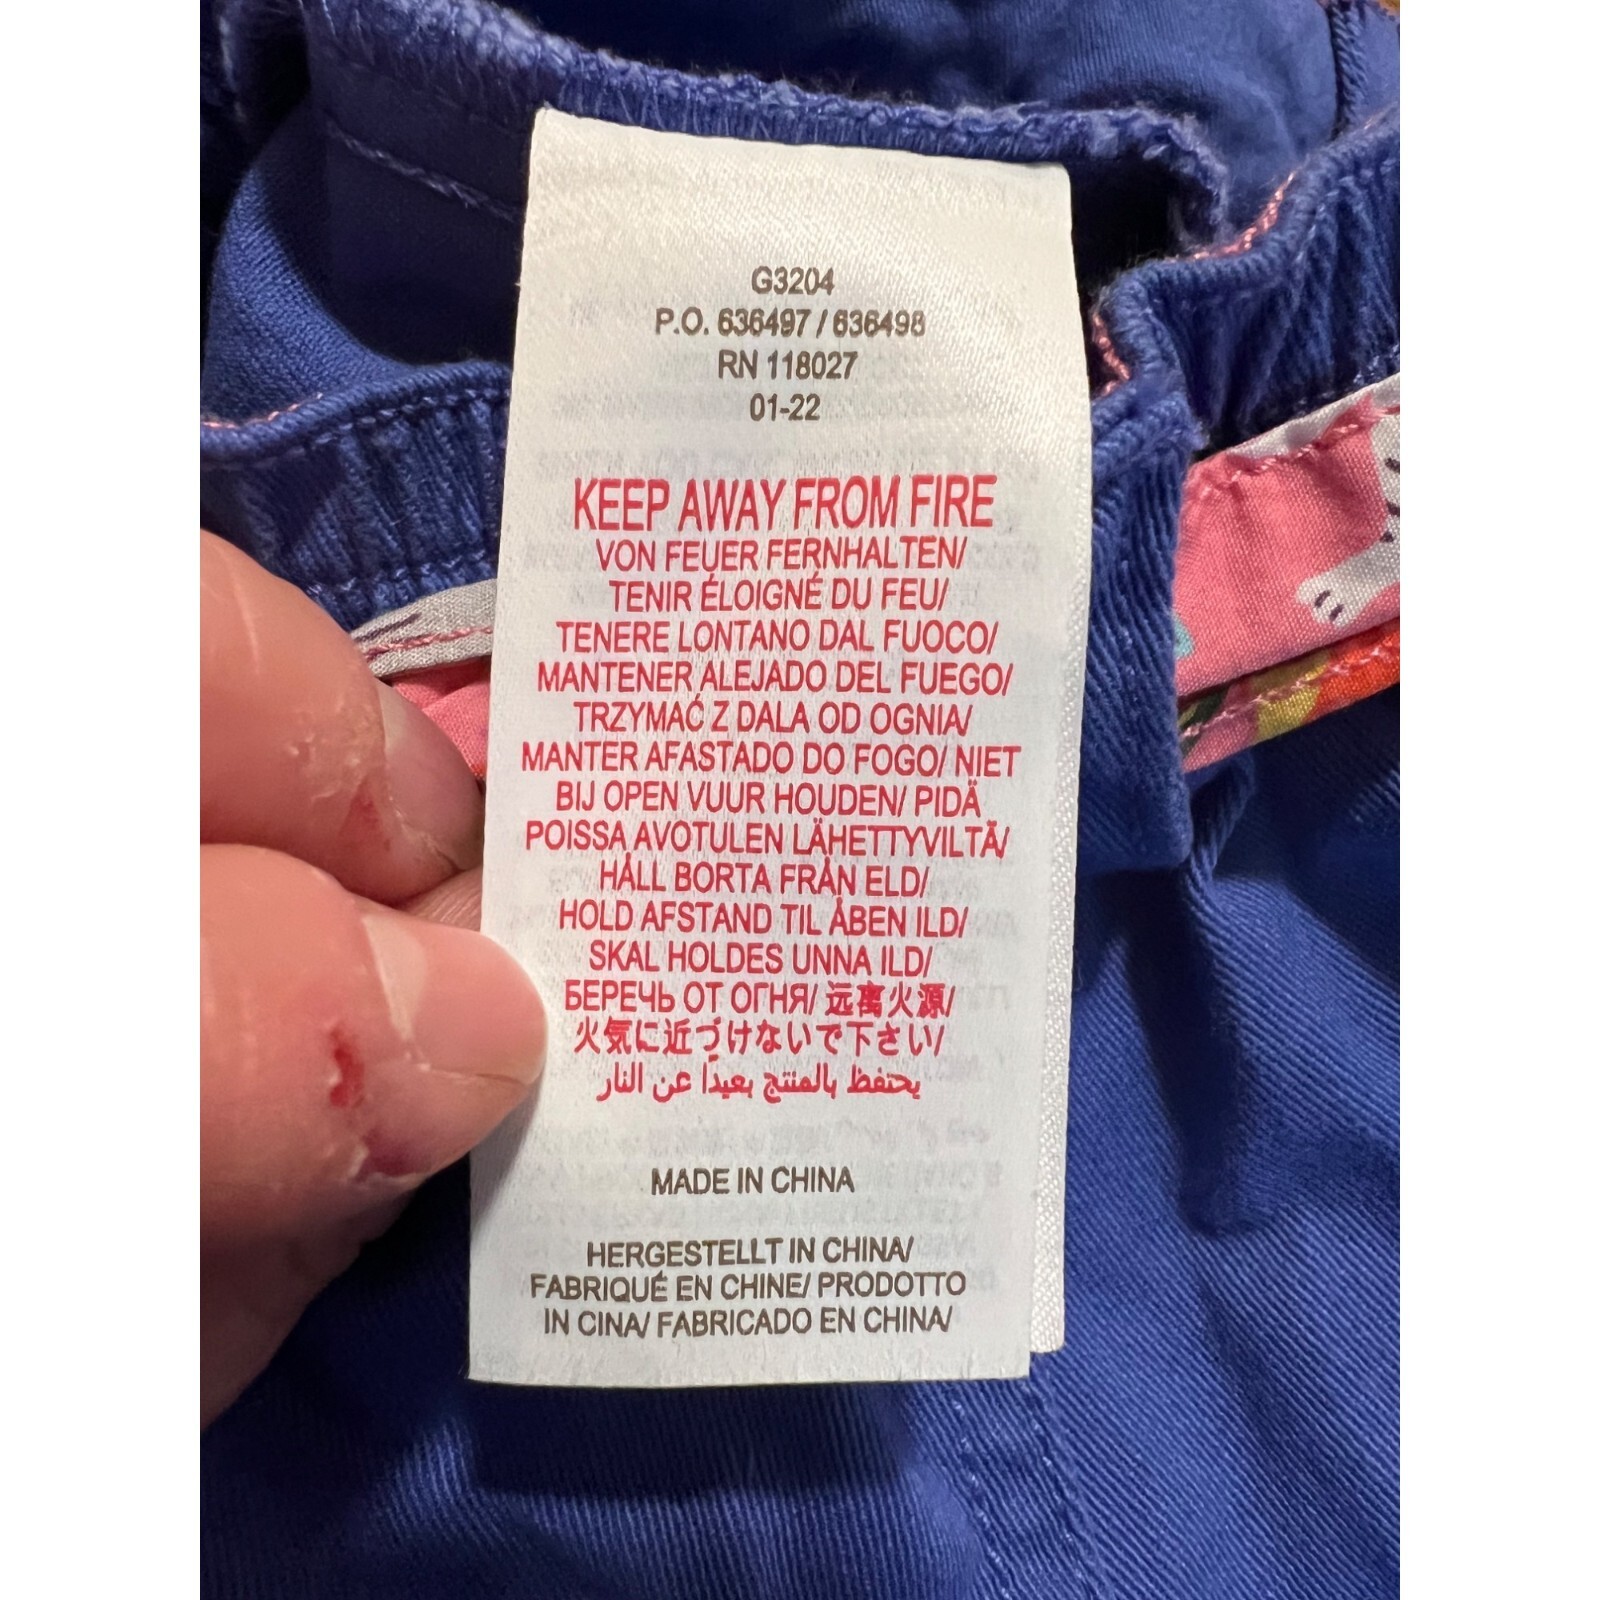 G3204
P.O. 636497 / 636498
RN 118027
01-22
KEEP AWAY FROM FIRE
VON FEUER FERNHALTEN/
TENIR ÉLOIGNÉ DU FEU/
TENERE LONTANO DAL FUOCO/
MANTENER ALEJADO DEL FUEGO/
TRZYMAĆ Z DALA OD OGNIA/
MANTER AFASTADO DO FOGO/ NIET
BIJ OPEN VUUR HOUDEN/ PIDÄ
POISSA AVOTULEN LÄHETTYVILTÄ/
HÅLL BORTA FRÅN ELD/
HOLD AFSTAND TIL ÅBEN ILD/
SKAL HOLDES UNNA ILD/
БЕРЕЧЬ ОТ ОГНЯ/ 远离火源/
火気に近づけないで下さい/
يحتفظ بالمنتج بعيداً عن النار
MADE IN CHINA
HERGESTELLT IN CHINA/
FABRIQUÉ EN CHINE/ PRODOTTO
IN CINA/ FABRICADO EN CHINA/